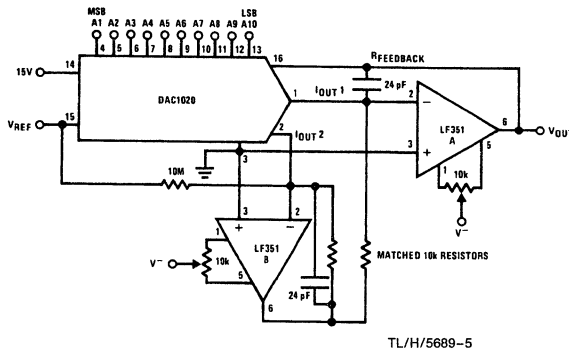 MSB LSB
A1 A2 A3 A4 A5 A6 A7 A8 A9 A10
4 5 6 7 8 9 10 11 12 13
16 RFEEDBACK
15V 14
24 pF
DAC1020
1 IOUT 1 2 −
6
VREF 15
LF351
A
VOUT
2 IOUT 2
3
3 +
5
1
10k
10M
V−
3 2
+ −
1
LF351
B
V− 10k
MATCHED 10k RESISTORS
5
24 pF
6
TL/H/5689–5